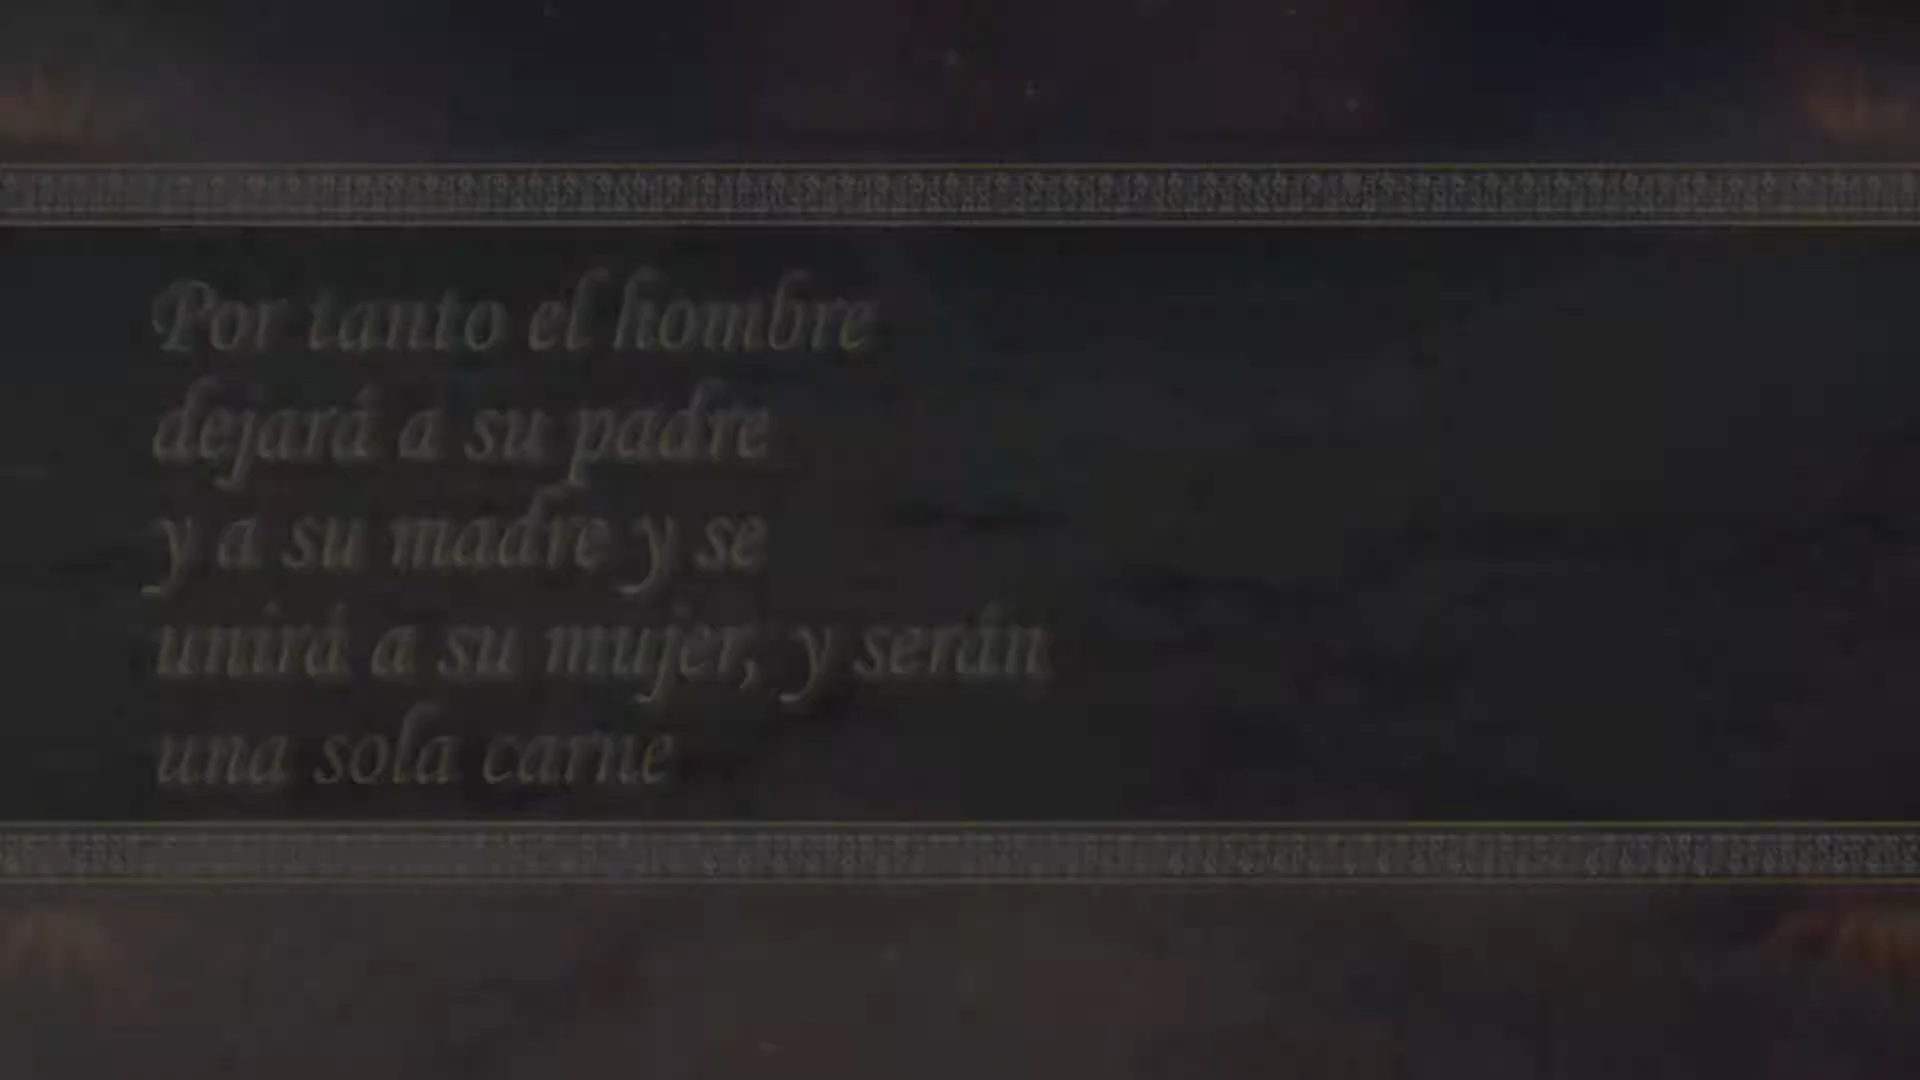 Por tanto el hombre
dejará a su padre
y a su madre y se
unirá a su mujer, y serán
una sola carne